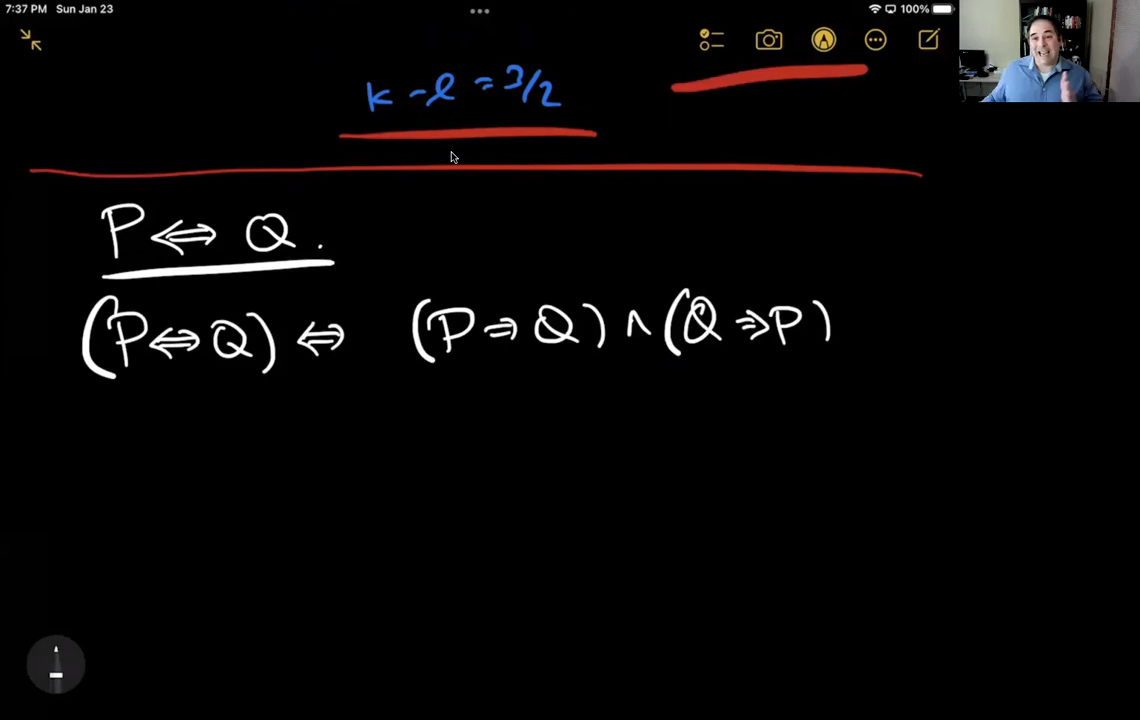 7:37 PM Sun Jan 23
100%
k - l = 3/2
P ⇔ Q .
(P ⇔ Q) ⇔ (P ⇒ Q) ∧ (Q ⇒ P)